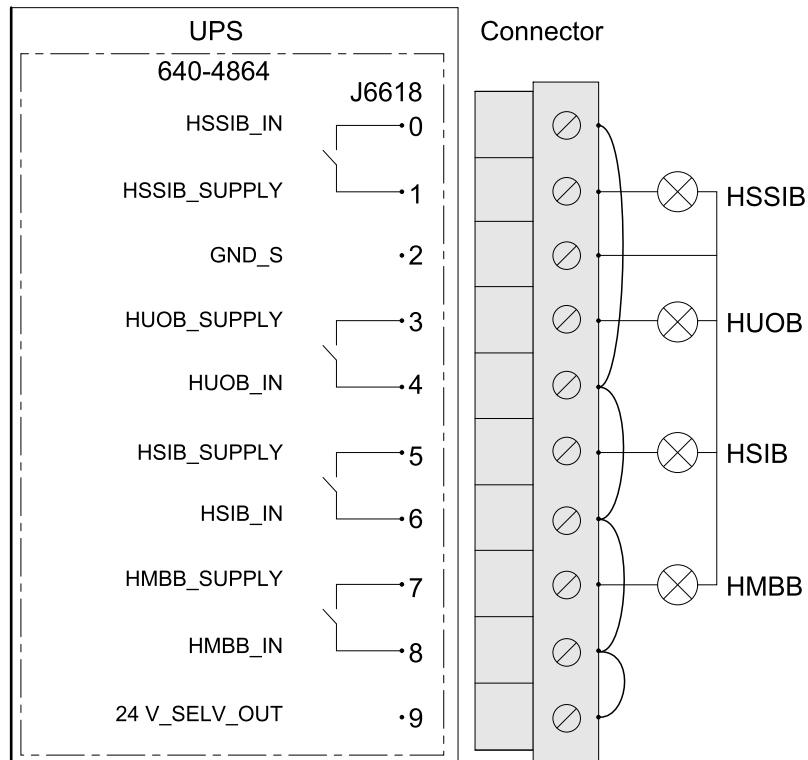 UPS
Connector
640-4864
J6618
HSSIB_IN
0
HSSIB_SUPPLY
1
HSSIB
GND_S
2
HUOB_SUPPLY
3
HUOB
HUOB_IN
4
HSIB_SUPPLY
5
HSIB
HSIB_IN
6
HMBB_SUPPLY
7
HMBB
HMBB_IN
8
24 V_SELV_OUT
9